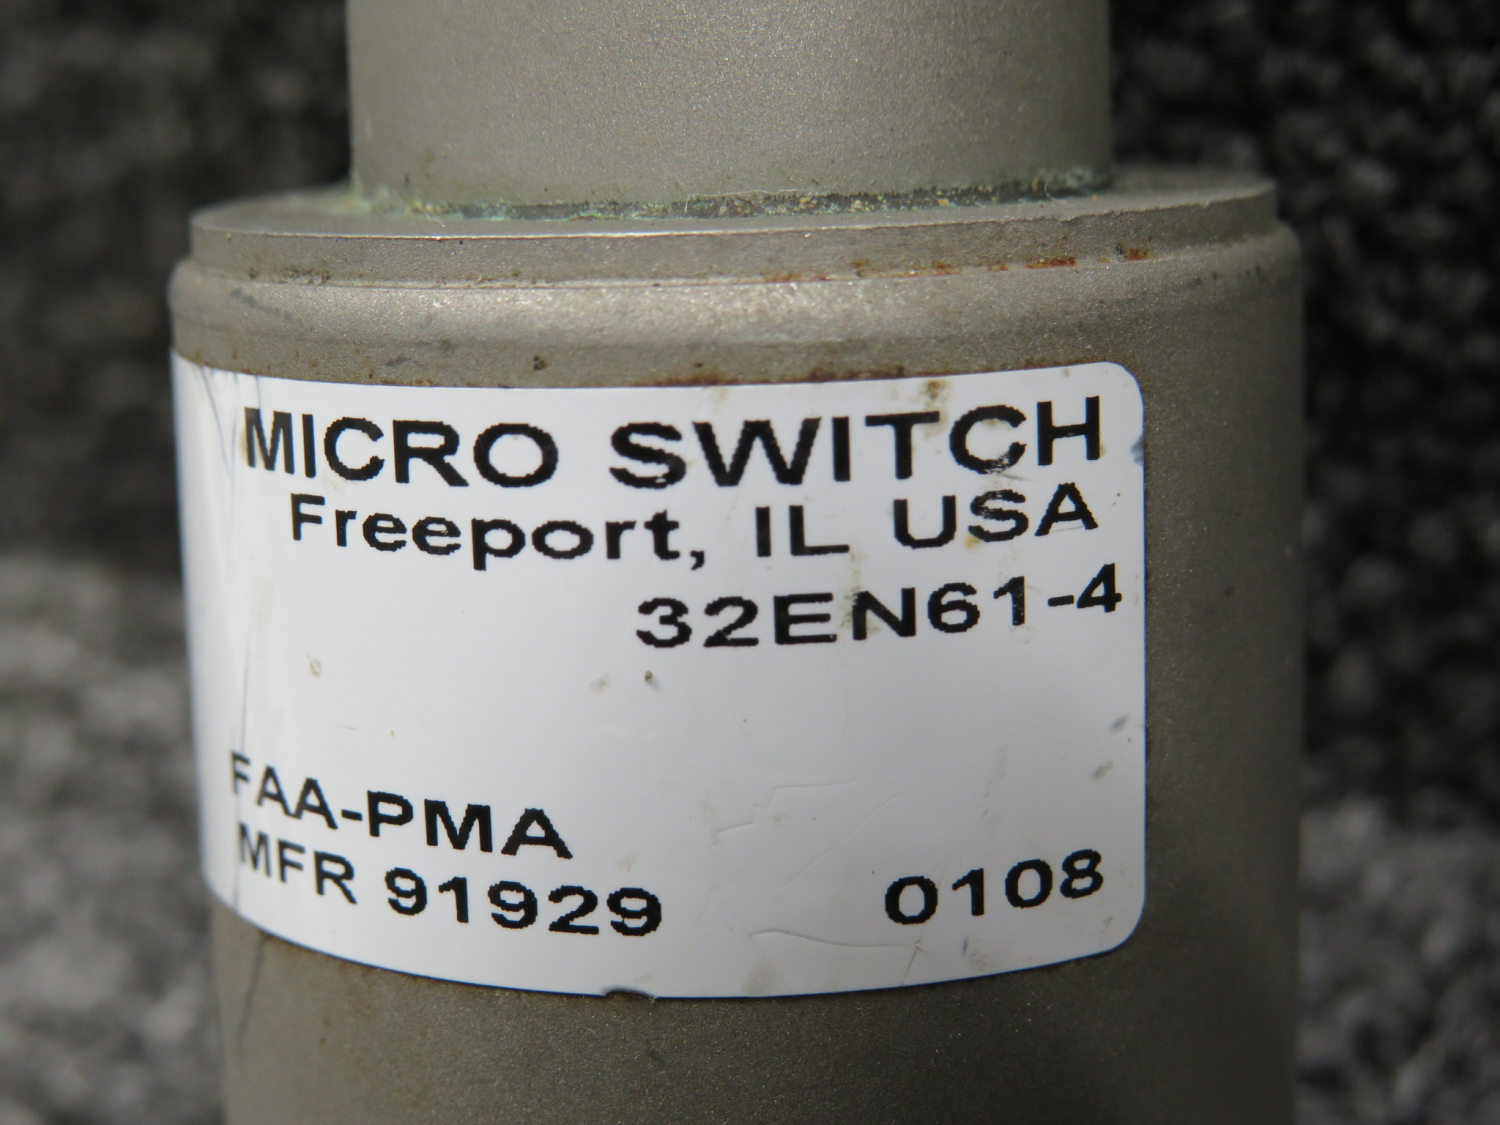 MICRO SWITCH
Freeport, IL USA
32EN61-4
FAA-PMA
MFR 91929 0108